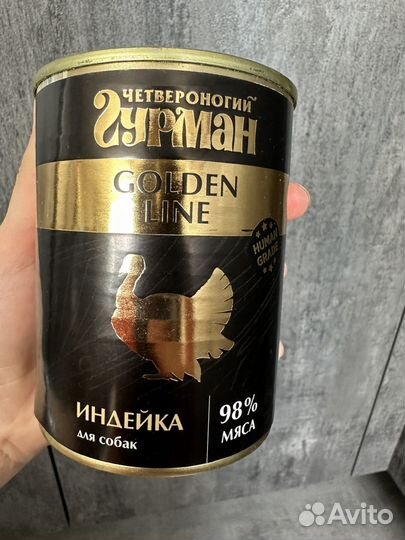 ЧЕТВЕРОНОГИЙ
ГУРМАН
GOLDEN
LINE
HUMAN
GRADE
ИНДЕЙКА
для собак
98%
МЯСА
Avito